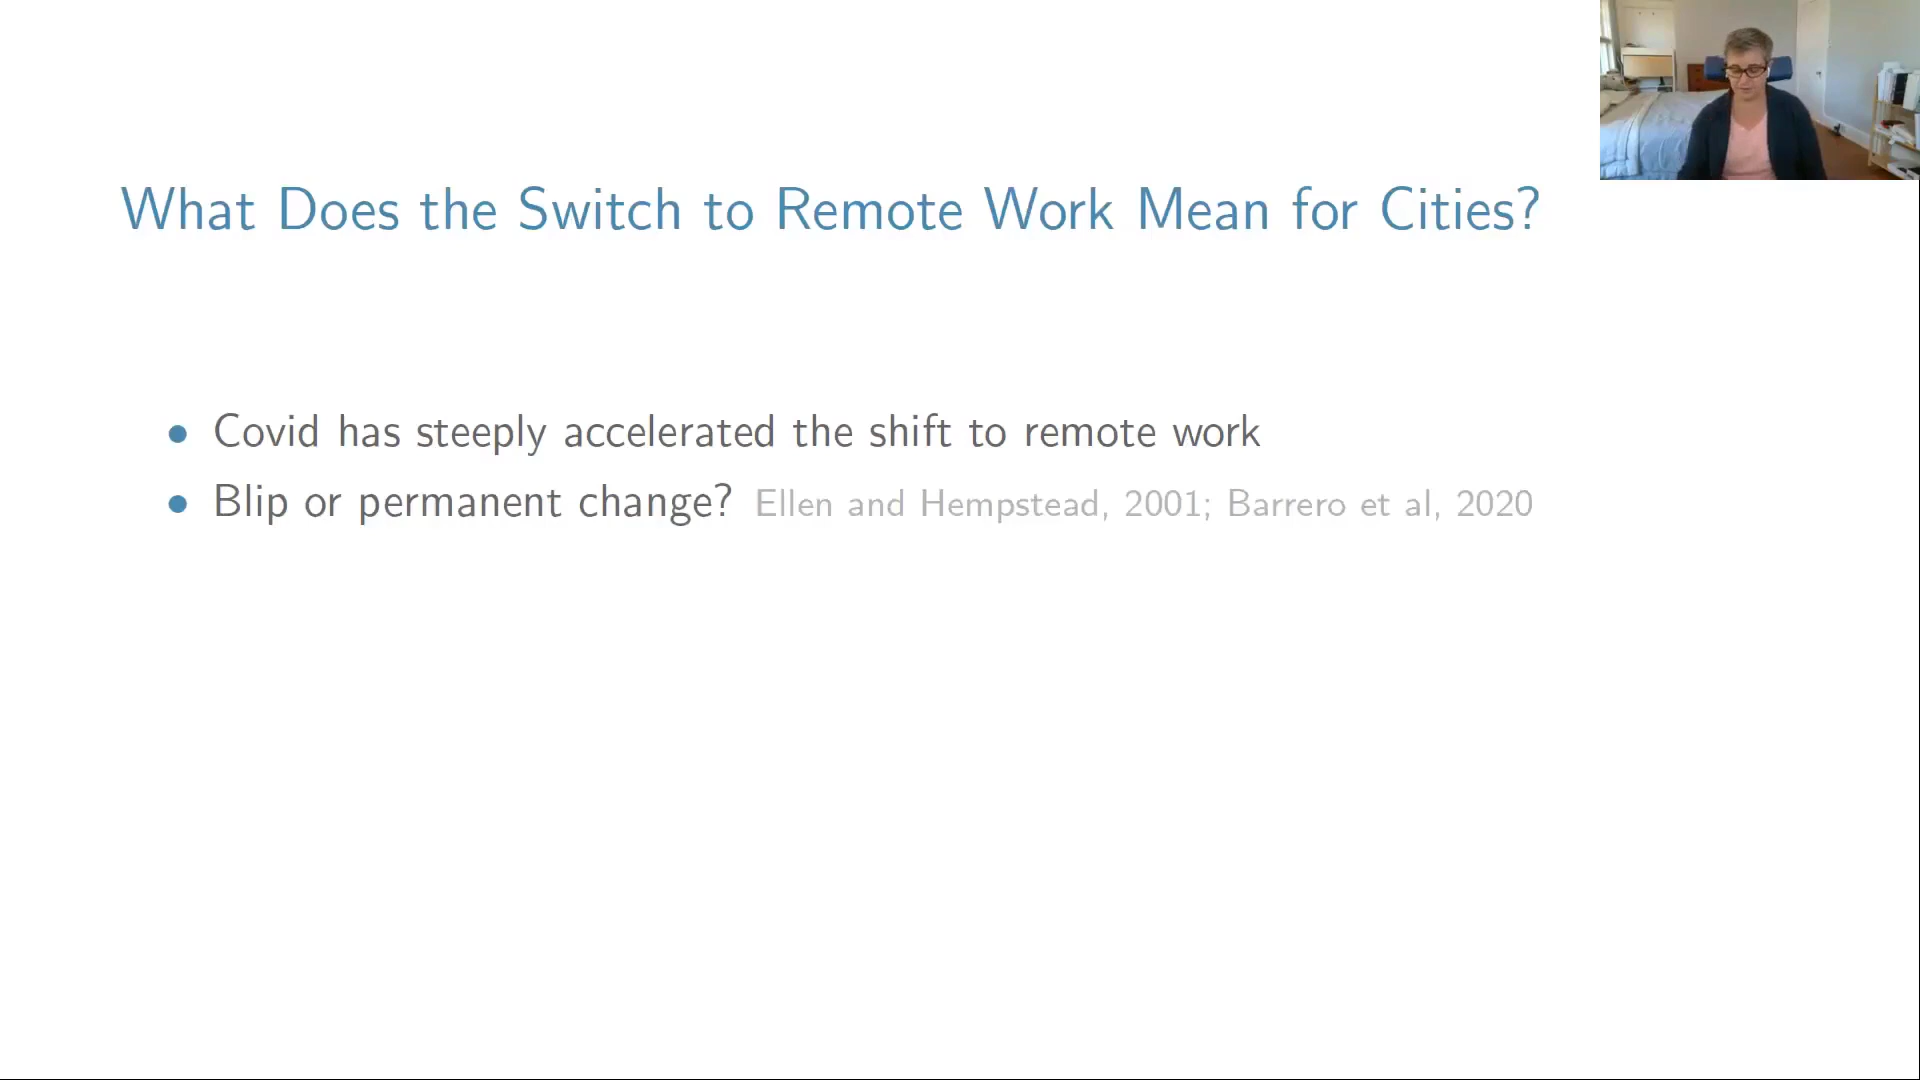 What Does the Switch to Remote Work Mean for Cities?
• Covid has steeply accelerated the shift to remote work
• Blip or permanent change? Ellen and Hempstead, 2001; Barrero et al, 2020